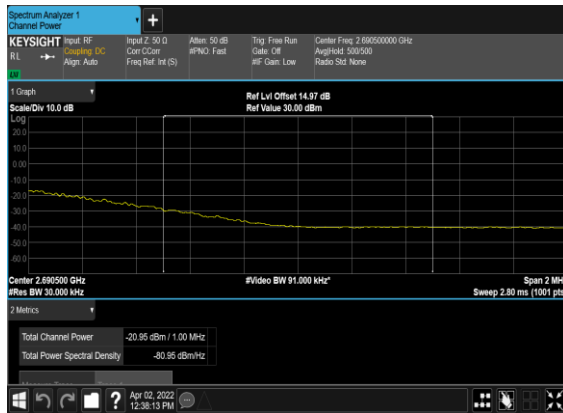 Spectrum Analyzer 1
Channel Power
KEYSIGHT Input: RF Input Z: 50 Ω Atten: 50 dB Trig: Free Run Center Freq: 2.690500000 GHz
RL Coupling: DC Corr CCorr #PNO: Fast Gate: Off Avg|Hold: 500/500
Align: Auto Freq Ref: Int (S) #IF Gain: Low Radio Std: None
1 Graph
Ref Lvl Offset 14.97 dB
Scale/Div 10.0 dB Ref Value 30.00 dBm
Log
20.0
10.0
0.00
-10.0
-20.0
-30.0
-40.0
-50.0
-60.0
Center 2.690500 GHz #Video BW 91.000 kHz* Span 2 MH
#Res BW 30.000 kHz Sweep 2.80 ms (1001 pts
2 Metrics
Total Channel Power -20.95 dBm / 1.00 MHz
Total Power Spectral Density -80.95 dBm/Hz
Apr 02, 2022
12:38:13 PM